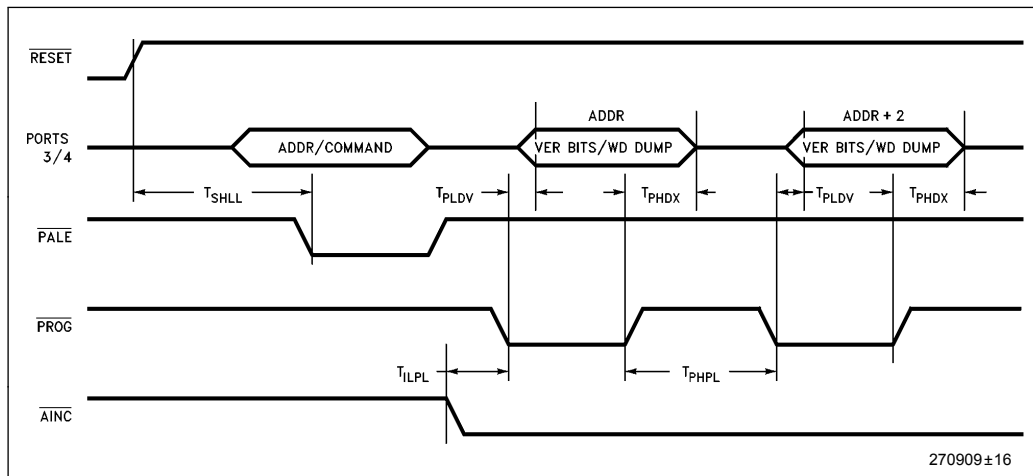 RESET
PORTS
3/4
ADDR/COMMAND
ADDR
VER BITS/WD DUMP
ADDR + 2
VER BITS/WD DUMP
TSHLL
TPLDV
TPHDX
TPLDV
TPHDX
PALE
PROG
TILPL
TPHPL
AINC
270909±16